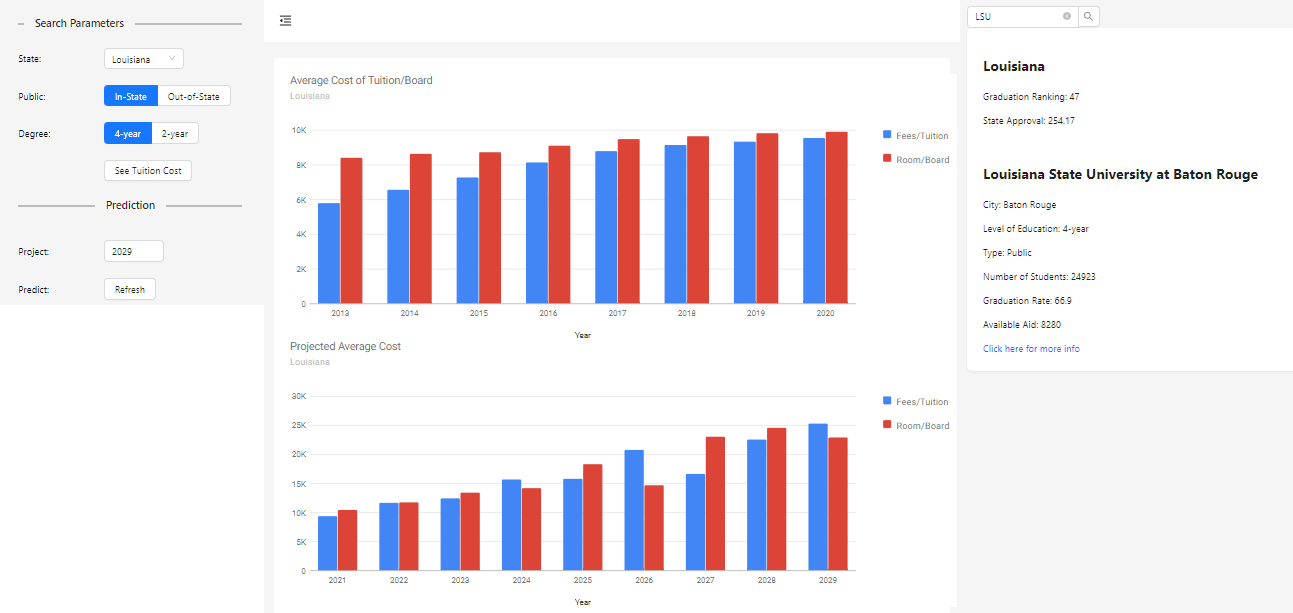 Search Parameters
State:
Louisiana
Public:
In-State
Out-of-State
Degree:
4-year
2-year
See Tuition Cost
Prediction
Project:
2029
Predict:
Refresh
Average Cost of Tuition/Board
Louisiana
10K
8K
6K
4K
2K
0
2013 2014 2015 2016 2017 2018 2019 2020
Year
Fees/Tuition
Room/Board
Projected Average Cost
Louisiana
30K
25K
20K
15K
10K
5K
0
2021 2022 2023 2024 2025 2026 2027 2028 2029
Year
Fees/Tuition
Room/Board
LSU
Louisiana
Graduation Ranking: 47
State Approval: 254.17
Louisiana State University at Baton Rouge
City: Baton Rouge
Level of Education: 4-year
Type: Public
Number of Students: 24923
Graduation Rate: 66.9
Available Aid: 8280
Click here for more info